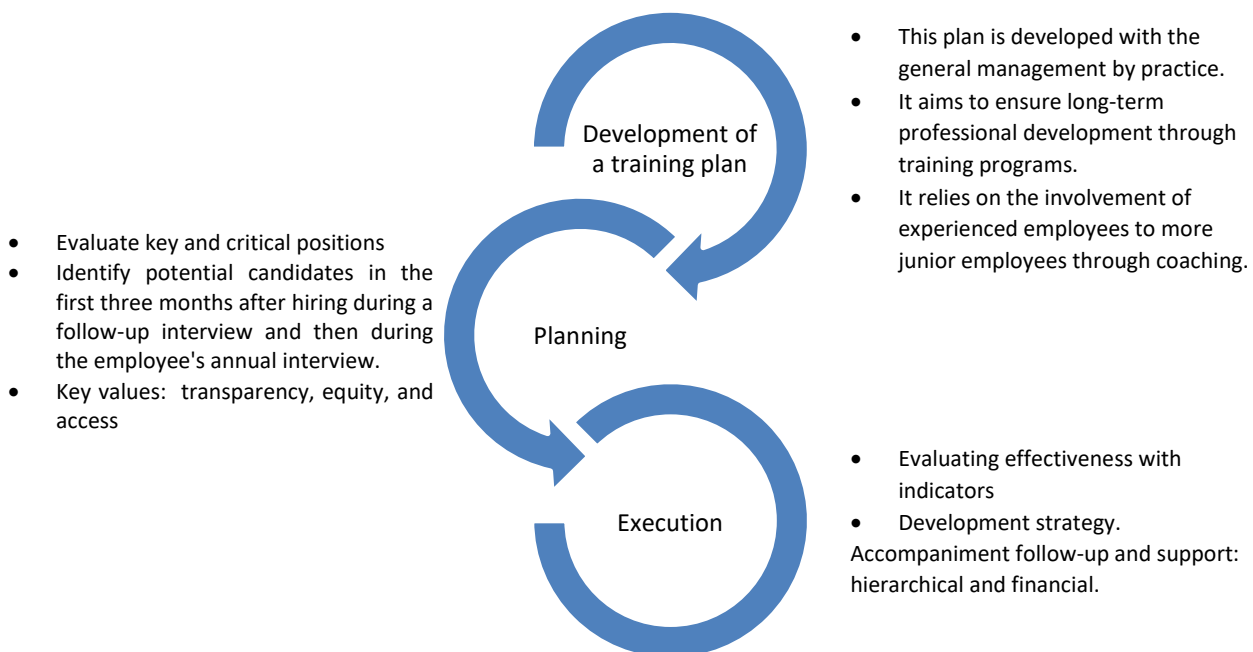 Development of
a training plan
• This plan is developed with the
general management by practice.
• It aims to ensure long-term
professional development through
training programs.
• It relies on the involvement of
experienced employees to more
junior employees through coaching.
Planning
• Evaluate key and critical positions
• Identify potential candidates in the
first three months after hiring during a
follow-up interview and then during
the employee's annual interview.
• Key values: transparency, equity, and
access
Execution
• Evaluating effectiveness with
indicators
• Development strategy.
Accompaniment follow-up and support:
hierarchical and financial.